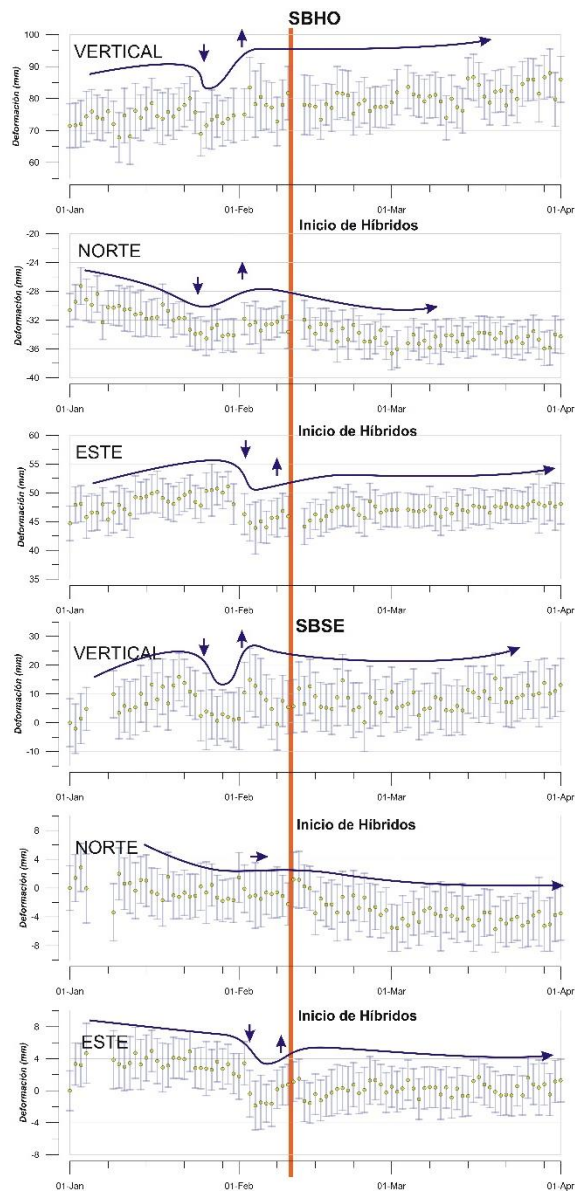 SBHO
VERTICAL
Deformación (mm)
100
90
80
70
60
01-Jan
01-Feb
01-Mar
01-Apr
Inicio de Híbridos
NORTE
Deformación (mm)
-20
-24
-28
-32
-36
-40
01-Jan
01-Feb
01-Mar
01-Apr
Inicio de Híbridos
ESTE
Deformación (mm)
60
55
50
45
40
35
01-Jan
01-Feb
01-Mar
01-Apr
SBSE
VERTICAL
Deformación (mm)
30
20
10
0
-10
01-Jan
01-Feb
01-Mar
01-Apr
Inicio de Híbridos
NORTE
Deformación (mm)
8
4
0
-4
-8
01-Jan
01-Feb
01-Mar
01-Apr
Inicio de Híbridos
ESTE
Deformación (mm)
8
4
0
-4
-8
01-Jan
01-Feb
01-Mar
01-Apr